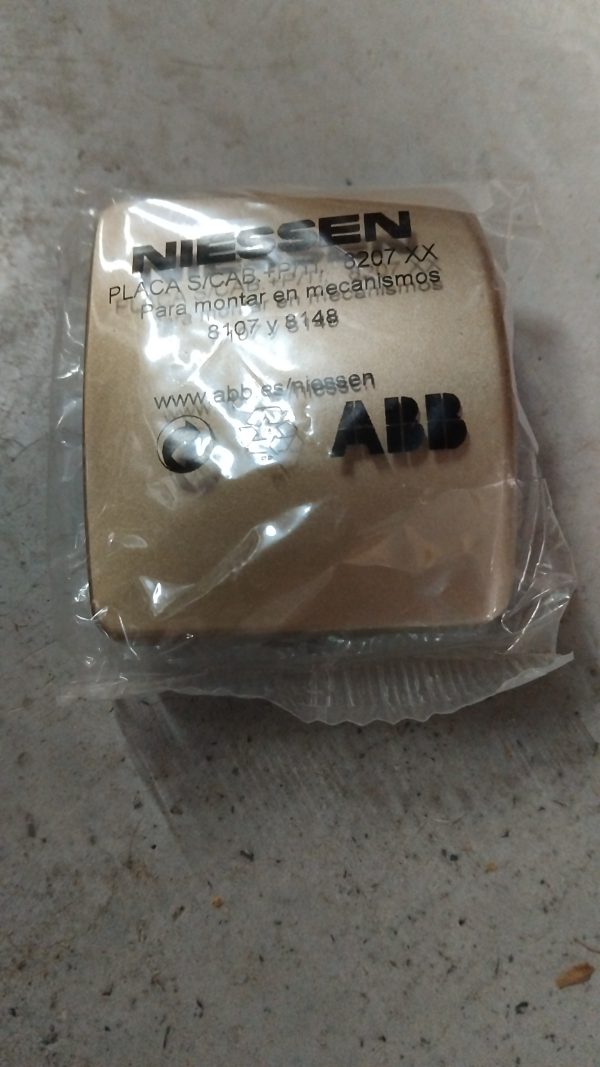 NIESSEN
PLACA S/CAB.+P/TT. 8207 XX
Para montar en mecanismos
8107 y 8148
www.abb.es/niessen
ABB